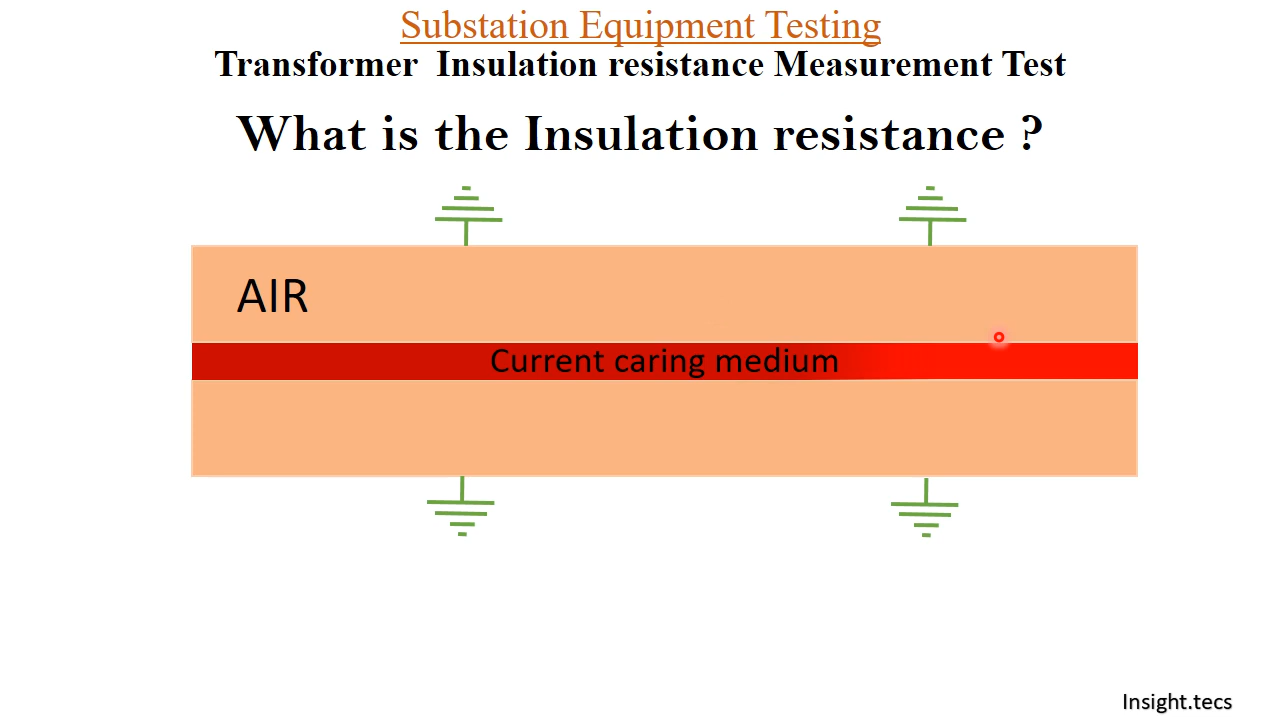 Substation Equipment Testing
Transformer Insulation resistance Measurement Test
What is the Insulation resistance ?
AIR
Current caring medium
Insight.tecs